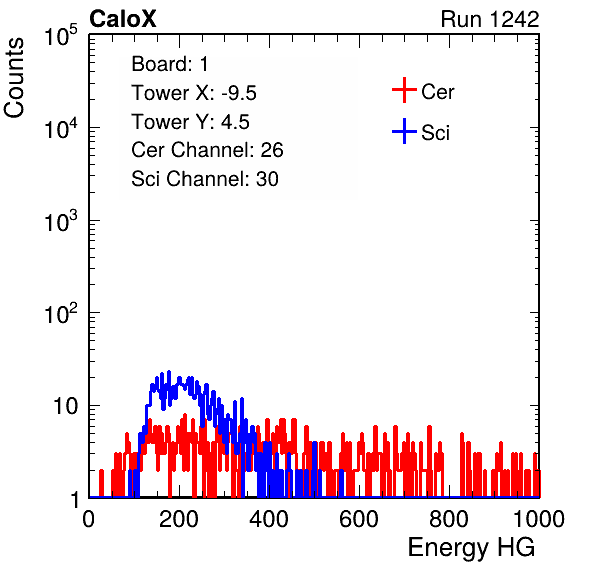 CaloX Run 1242
Counts
10^5
10^4
10^3
10^2
10
1
Board: 1
Tower X: -9.5
Tower Y: 4.5
Cer Channel: 26
Sci Channel: 30
Cer
Sci
0 200 400 600 800 1000
Energy HG